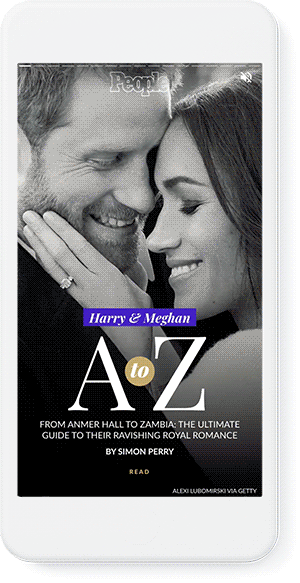 People
Harry & Meghan
A to Z
FROM ANMER HALL TO ZAMBIA: THE ULTIMATE
GUIDE TO THEIR RAVISHING ROYAL ROMANCE
BY SIMON PERRY
READ
ALEXI LUBOMIRSKI VIA GETTY